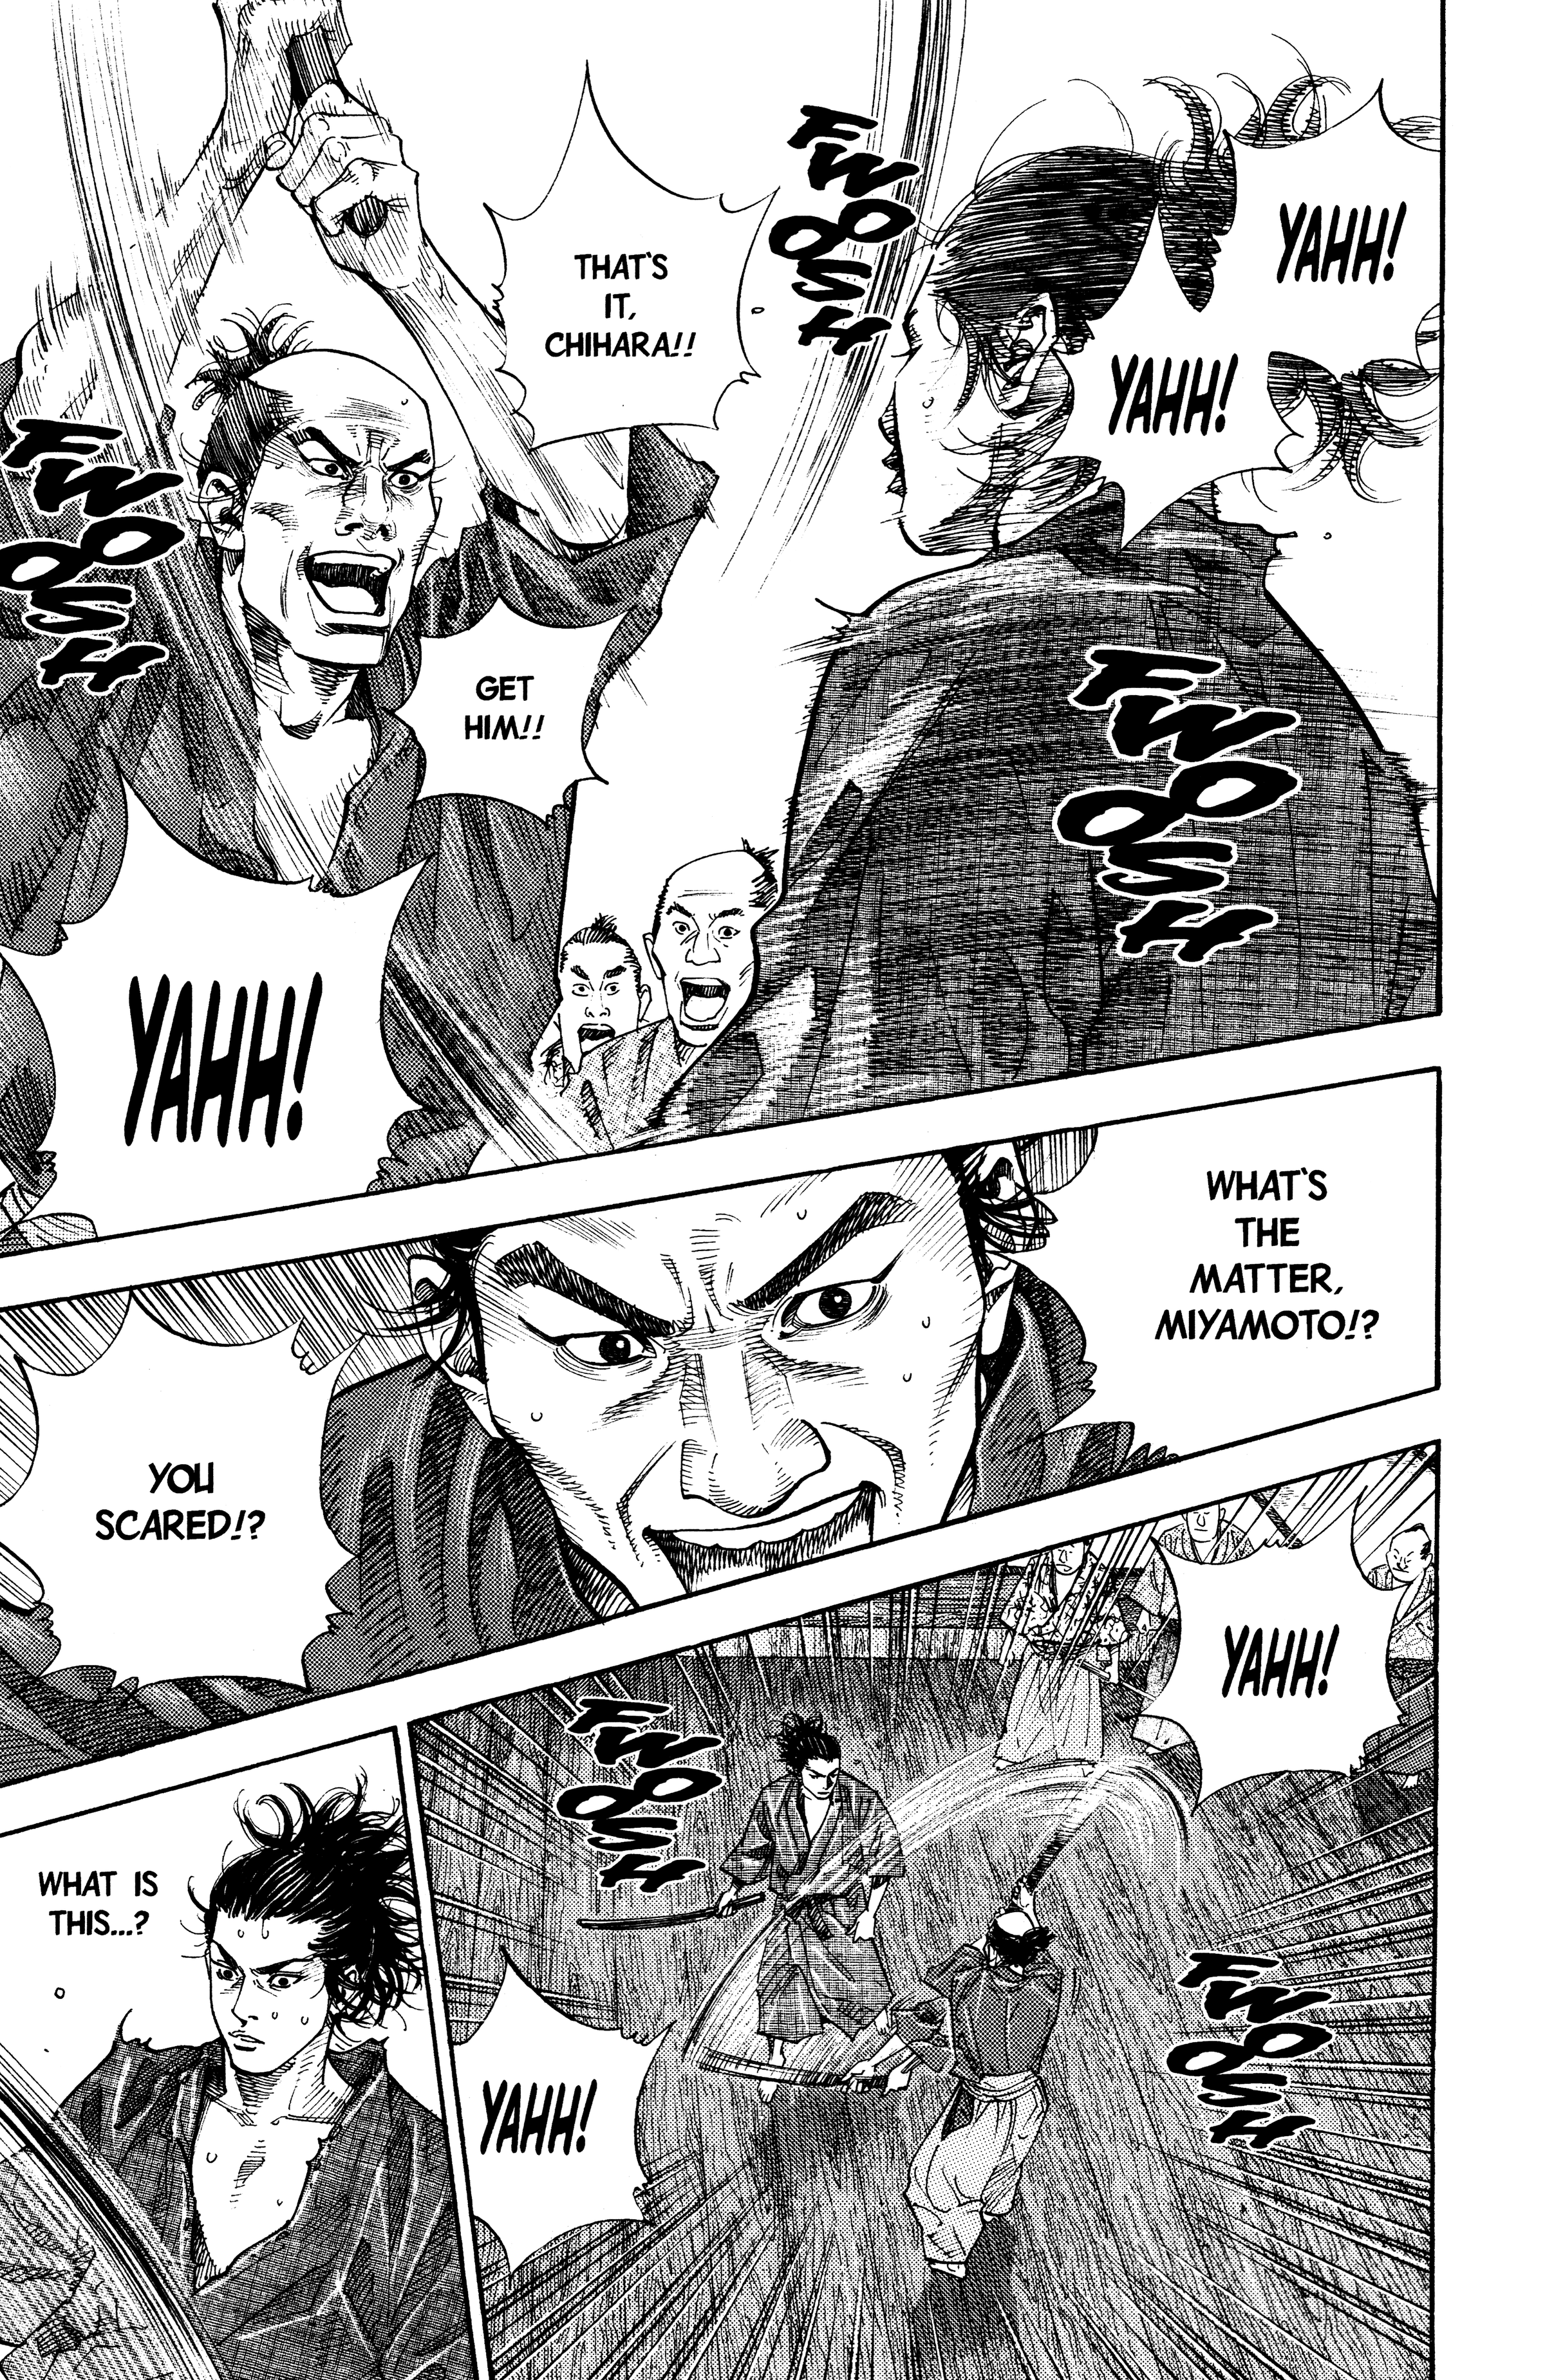 YAHH!
YAHH!
FWOOSH
THAT'S
IT,
CHIHARA!!
FWOOSH
GET
HIM!!
FWOOSH
YAHH!
WHAT'S
THE
MATTER,
MIYAMOTO!?
YOU
SCARED!?
YAHH!
FWOOSH
FWOOSH
YAHH!
WHAT IS
THIS...?